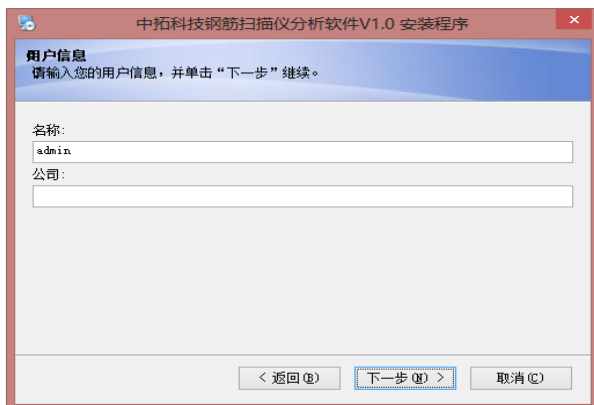 中拓科技钢筋扫描仪分析软件V1.0 安装程序
用户信息
请输入您的用户信息，并单击“下一步”继续。
名称:
admin
公司:
< 返回(B)
下一步(N) >
取消(C)